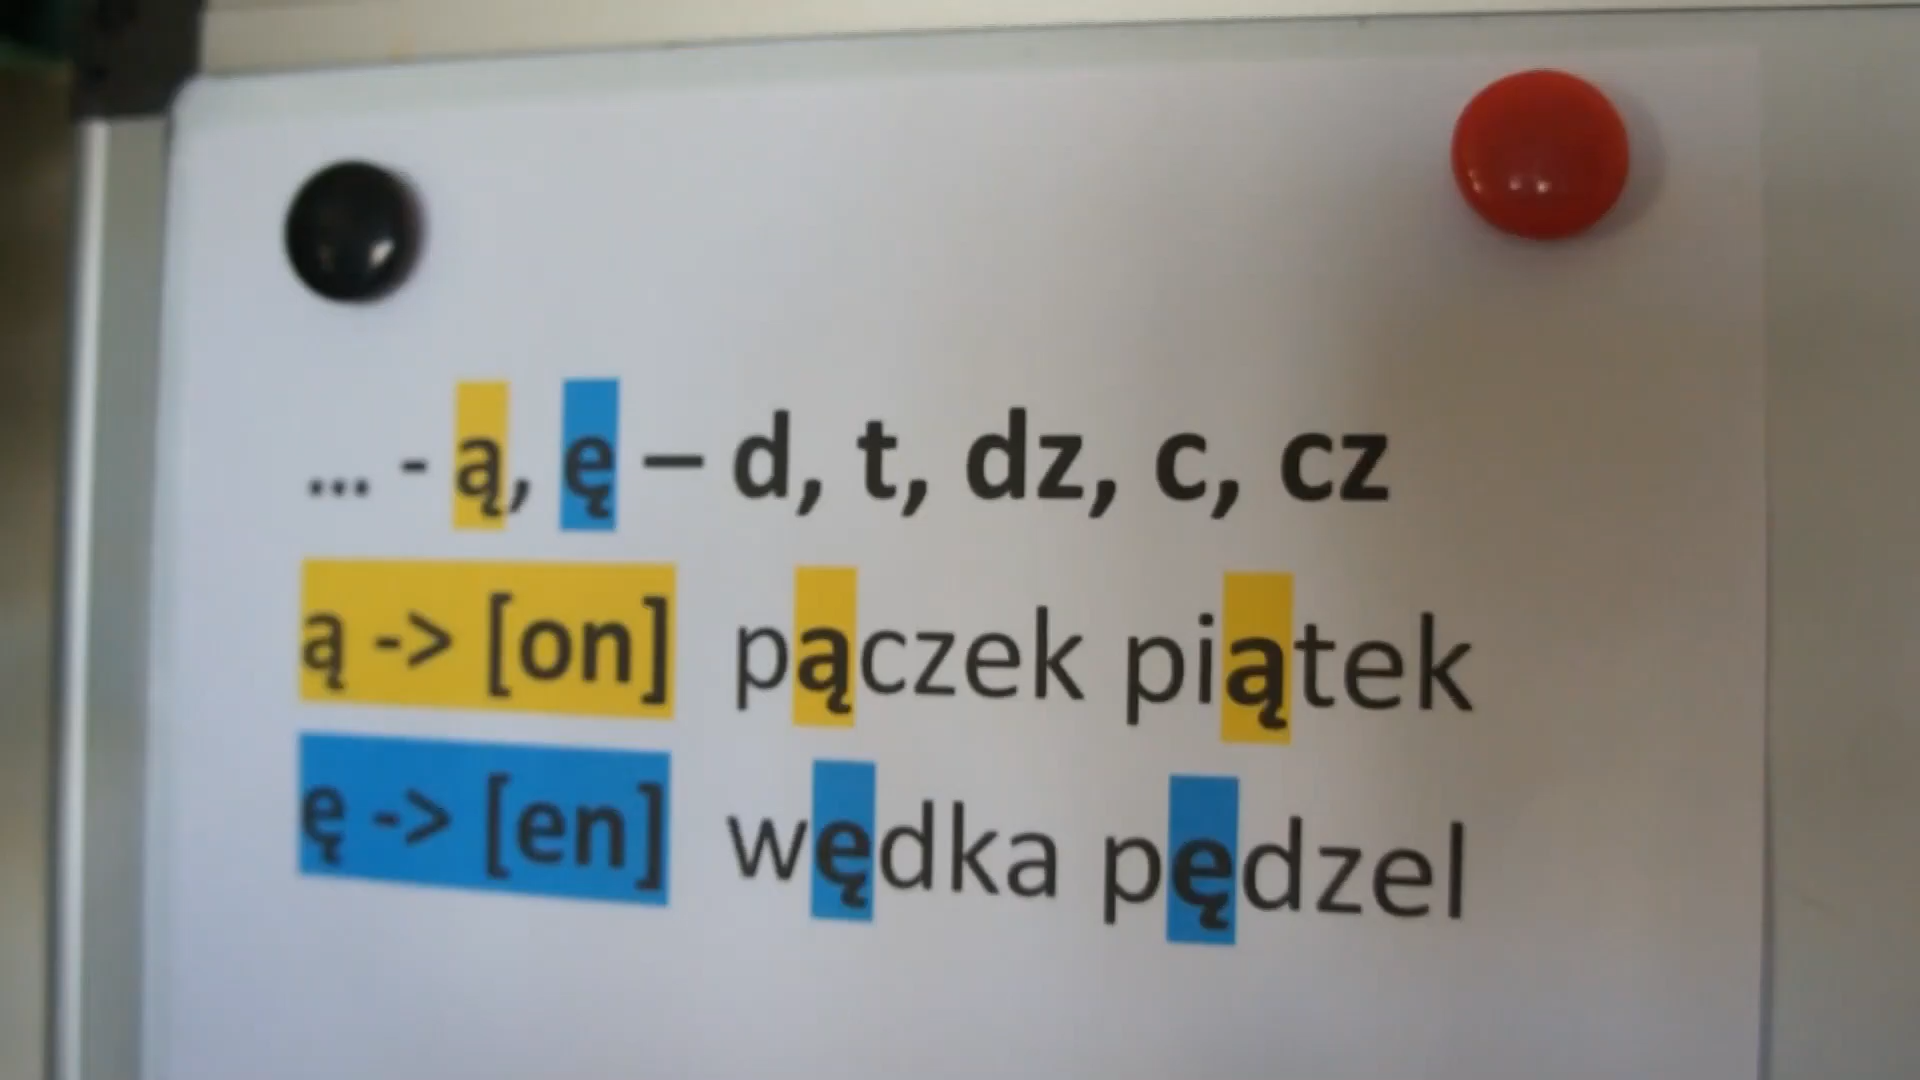 ... - ą, ę – d, t, dz, c, cz
ą -> [on] pączek piątek
ę -> [en] wędka pędzel